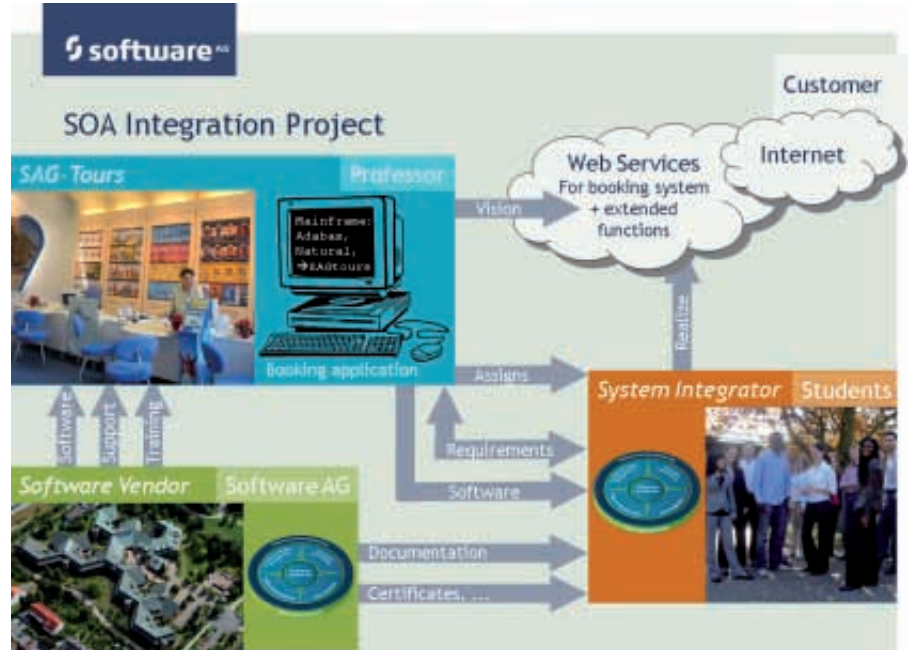 software AG
Customer
SOA Integration Project
SAG-Tours
Professor
Web Services
For booking system
+ extended
functions
Internet
Vision
Mainframe:
Adabas,
Natural,
→SAGtours
Booking application
Assigns
Realize
System Integrator
Students
Software
Support
Training
Requirements
Software
Software Vendor
Software AG
Documentation
Certificates, ...